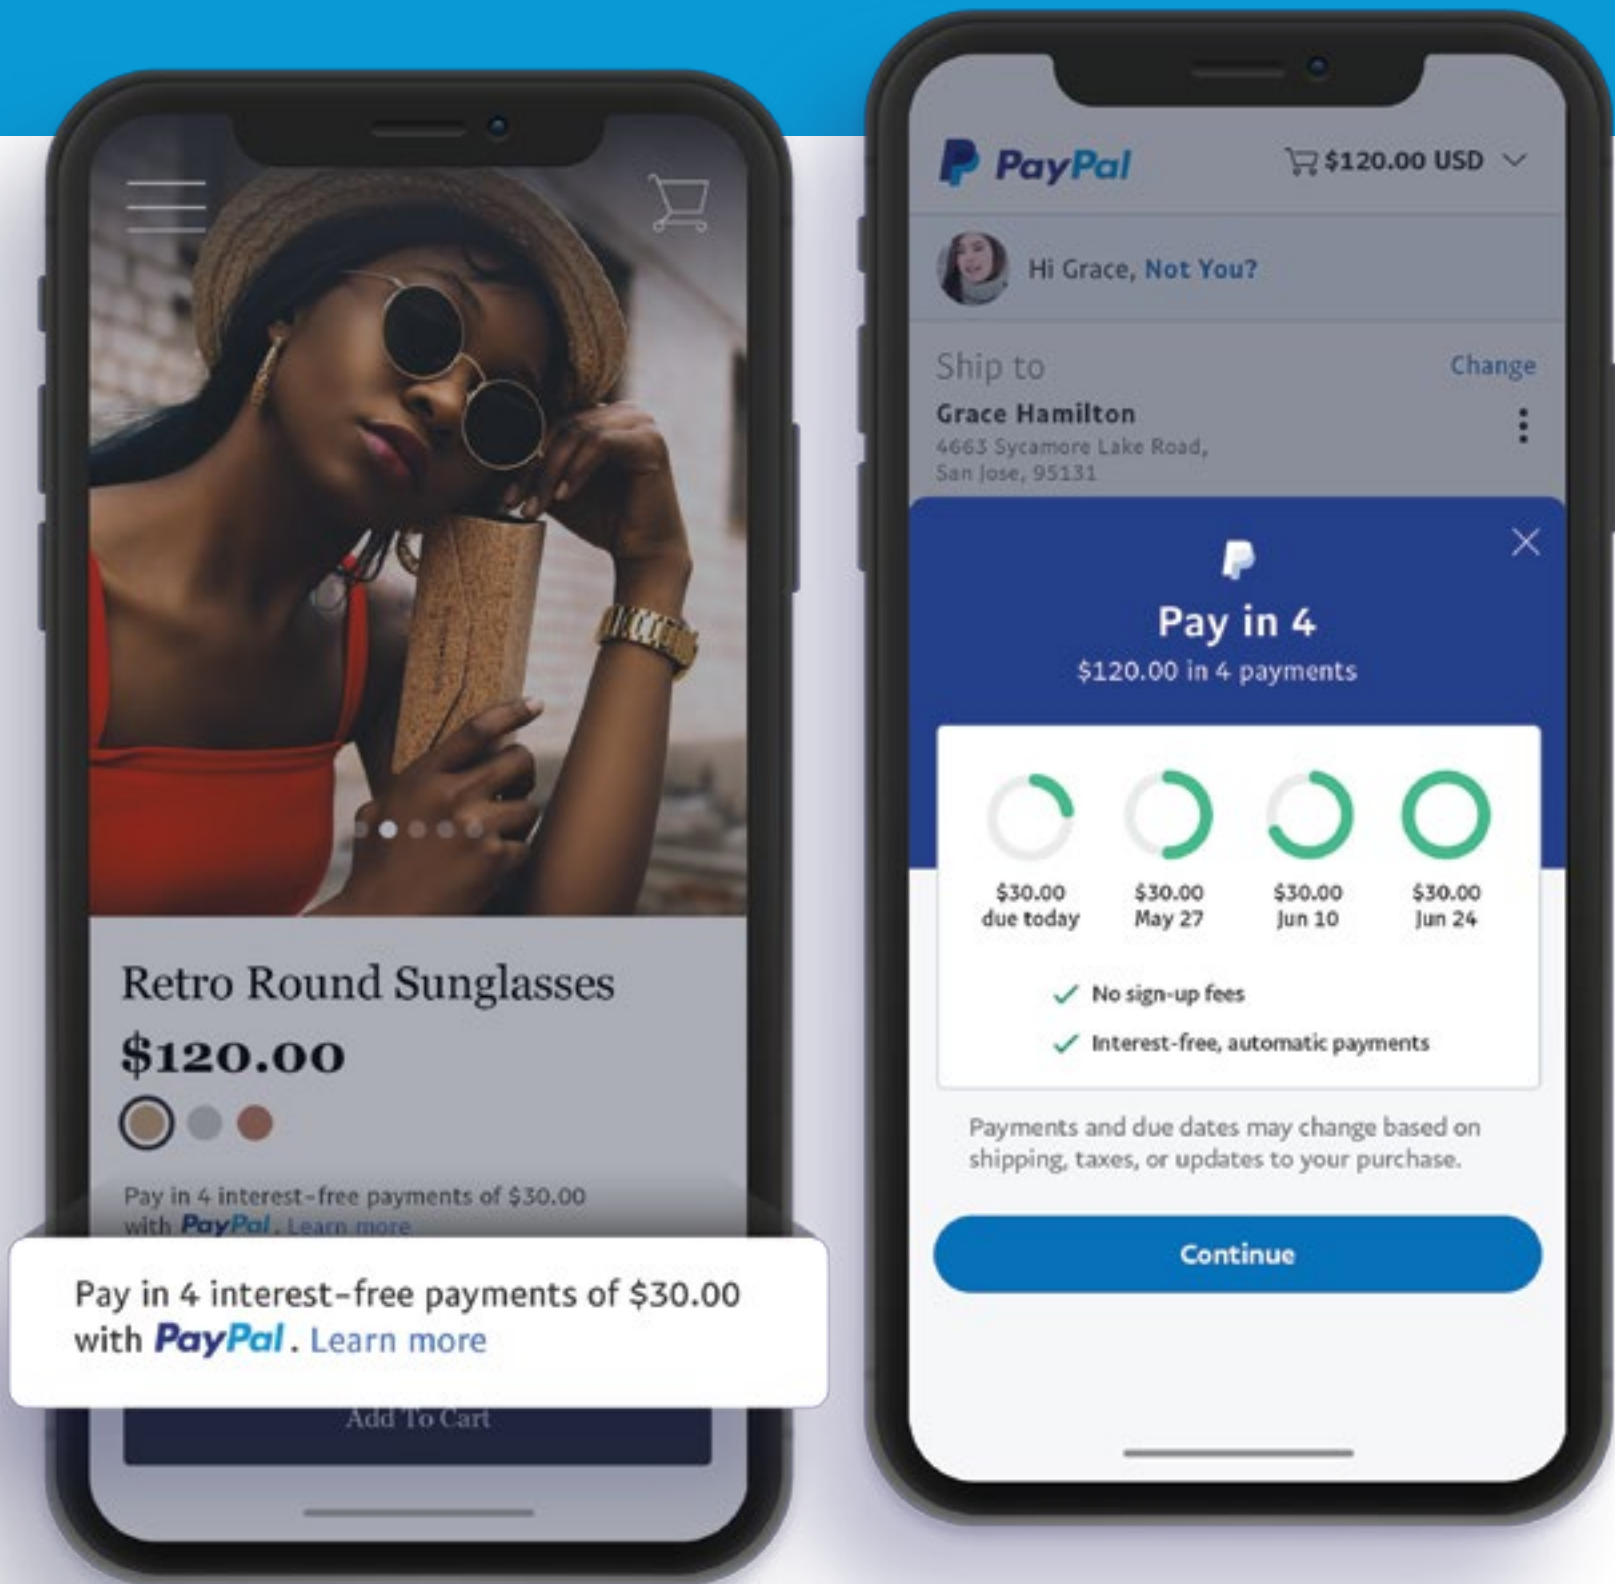 Retro Round Sunglasses
$120.00
Pay in 4 interest-free payments of $30.00
with PayPal. Learn more
Pay in 4 interest-free payments of $30.00
with PayPal. Learn more
Add To Cart
PayPal
$120.00 USD
Hi Grace, Not You?
Ship to
Change
Grace Hamilton
4663 Sycamore Lake Road,
San Jose, 95131
Pay in 4
$120.00 in 4 payments
$30.00
due today
$30.00
May 27
$30.00
Jun 10
$30.00
Jun 24
No sign-up fees
Interest-free, automatic payments
Payments and due dates may change based on
shipping, taxes, or updates to your purchase.
Continue